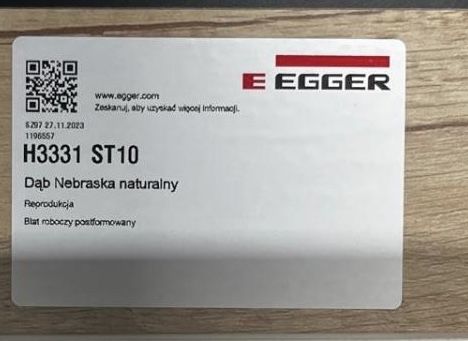 E EGGER
www.egger.com
Zeskanuj, aby uzyskać więcej informacji.
6Z97 27.11.2023
1196557
H3331 ST10
Dąb Nebraska naturalny
Reprodukcja
Blat roboczy postformowany